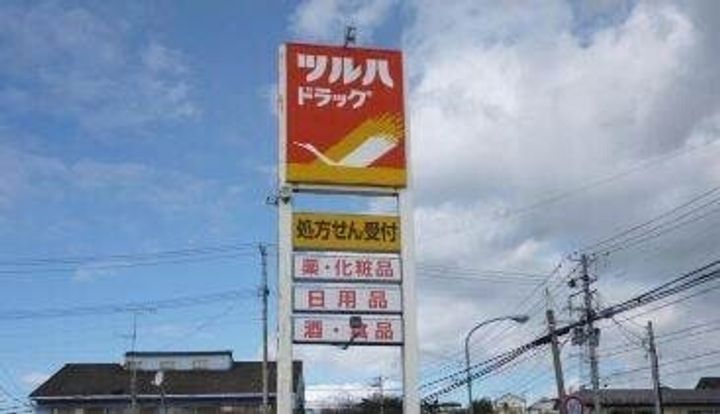 ツルハ
ドラッグ
処方せん受付
薬・化粧品
日用品
酒・食品